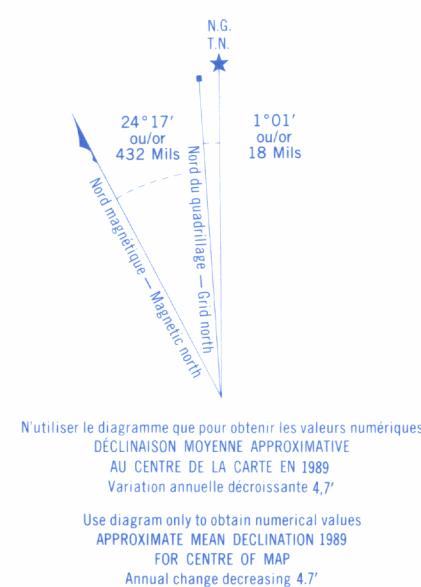 N.G.
T.N.
24°17′
ou/or
432 Mils
1°01′
ou/or
18 Mils
Nord magnétique — Magnetic north
Nord du quadrillage — Grid north
N'utiliser le diagramme que pour obtenir les valeurs numériques
DÉCLINAISON MOYENNE APPROXIMATIVE
AU CENTRE DE LA CARTE EN 1989
Variation annuelle décroissante 4,7′
Use diagram only to obtain numerical values
APPROXIMATE MEAN DECLINATION 1989
FOR CENTRE OF MAP
Annual change decreasing 4.7′